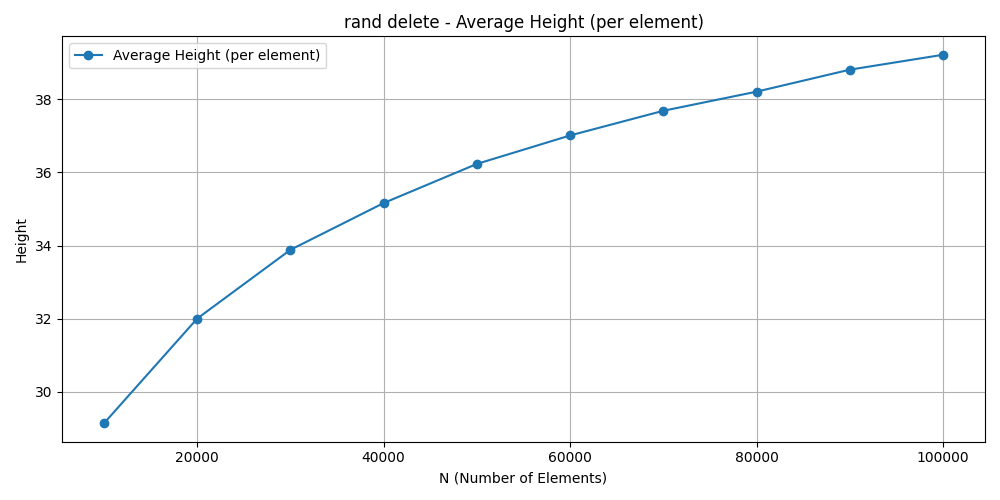 rand delete - Average Height (per element)
Average Height (per element)
38
36
34
32
30
Height
20000
40000
60000
80000
100000
N (Number of Elements)